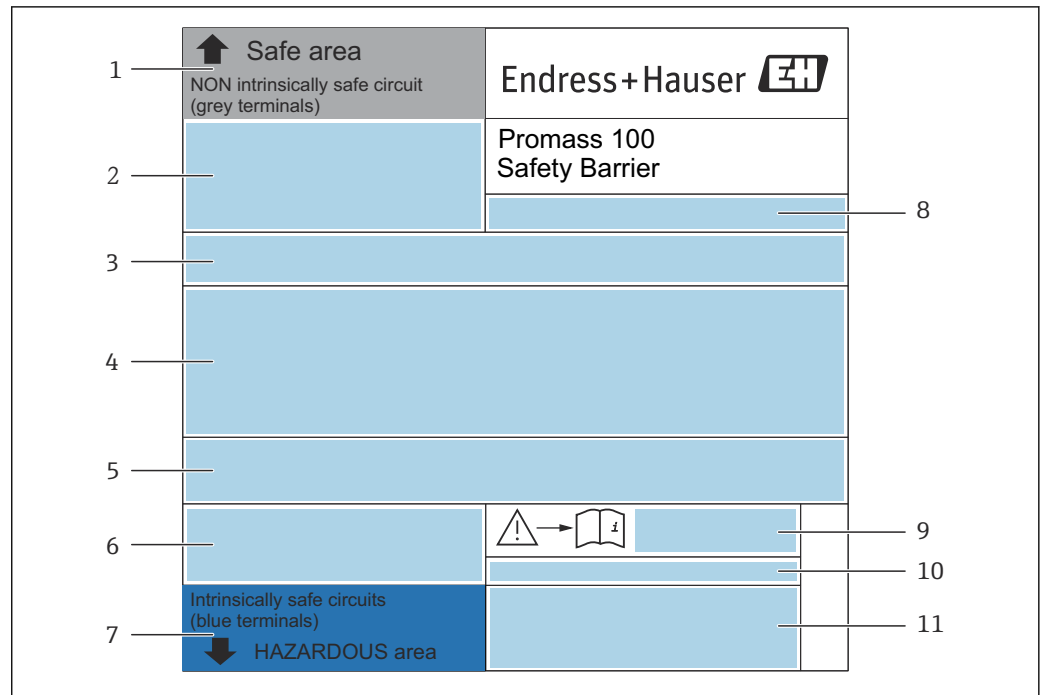 Safe area
NON intrinsically safe circuit
(grey terminals)
Endress+Hauser EH
Promass 100
Safety Barrier
1
2
3
4
5
6
7
8
9
10
11
i
Intrinsically safe circuits
(blue terminals)
HAZARDOUS area